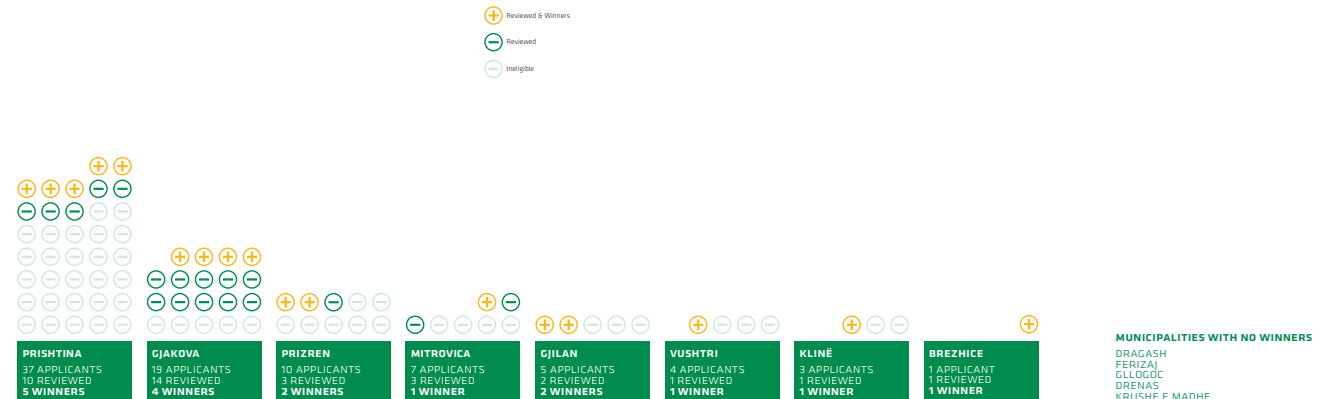 Reviewed & Winners
Reviewed
Ineligible
PRISHTINA
37 APPLICANTS
10 REVIEWED
5 WINNERS
GJAKOVA
19 APPLICANTS
14 REVIEWED
4 WINNERS
PRIZREN
10 APPLICANTS
3 REVIEWED
2 WINNERS
MITROVICA
7 APPLICANTS
3 REVIEWED
1 WINNER
GJILAN
5 APPLICANTS
2 REVIEWED
2 WINNERS
VUSHTRI
4 APPLICANTS
1 REVIEWED
1 WINNER
KLINË
3 APPLICANTS
1 REVIEWED
1 WINNER
BREZHICE
1 APPLICANT
1 REVIEWED
1 WINNER
MUNICIPALITIES WITH NO WINNERS
DRAGASH
FERIZAJ
GLLOGOC
DRENAS
KRUSHE E MADHE